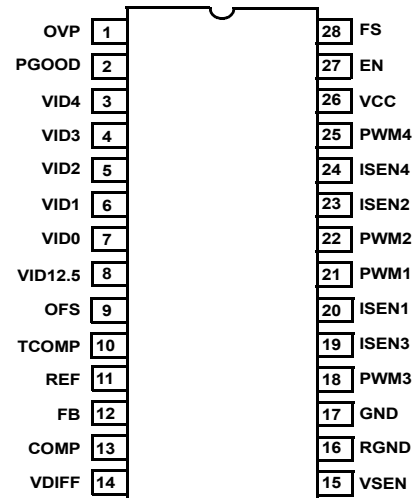 OVP 1 28 FS
PGOOD 2 27 EN
VID4 3 26 VCC
VID3 4 25 PWM4
VID2 5 24 ISEN4
VID1 6 23 ISEN2
VID0 7 22 PWM2
VID12.5 8 21 PWM1
OFS 9 20 ISEN1
TCOMP 10 19 ISEN3
REF 11 18 PWM3
FB 12 17 GND
COMP 13 16 RGND
VDIFF 14 15 VSEN